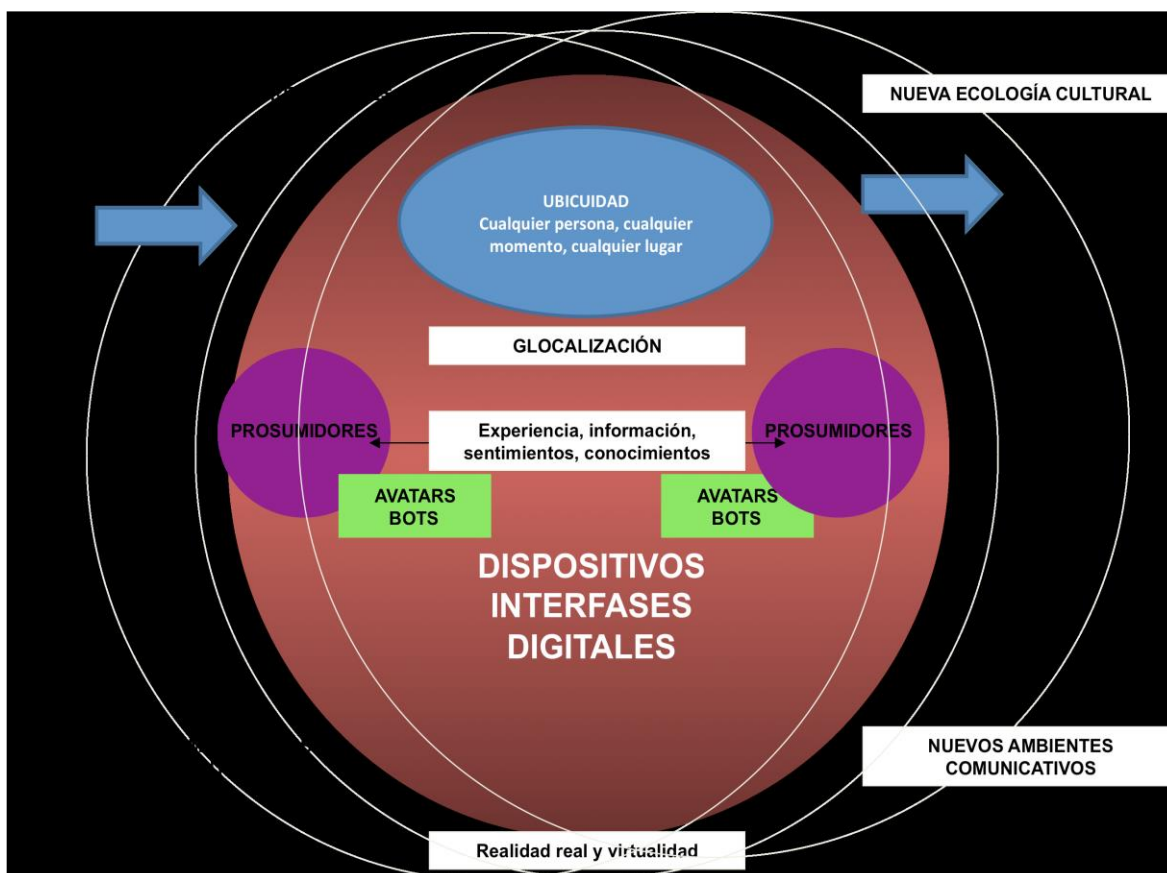 NUEVA ECOLOGÍA CULTURAL
UBICUIDAD
Cualquier persona, cualquier
momento, cualquier lugar
GLOCALIZACIÓN
PROSUMIDORES
Experiencia, información,
sentimientos, conocimientos
PROSUMIDORES
AVATARS
BOTS
AVATARS
BOTS
DISPOSITIVOS
INTERFASES
DIGITALES
NUEVOS AMBIENTES
COMUNICATIVOS
Realidad real y virtualidad